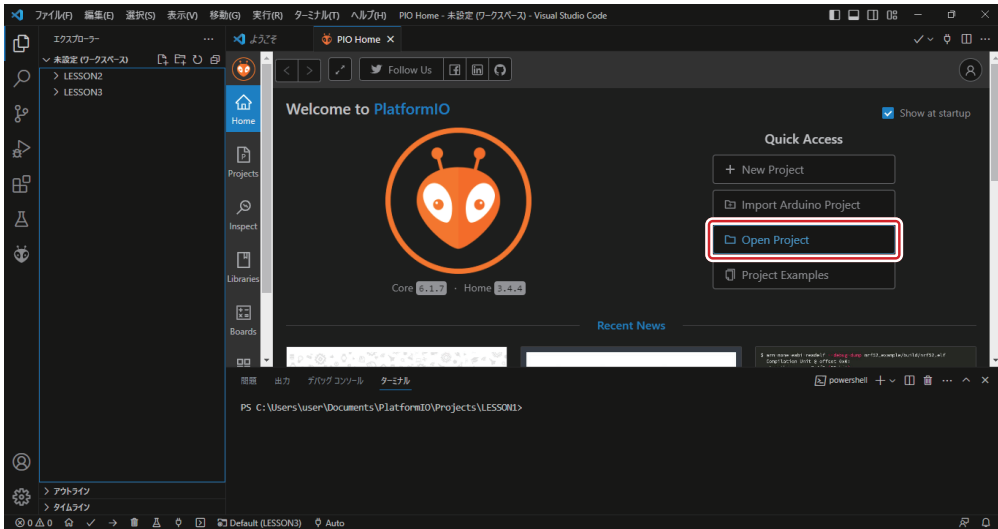 ファイル(F) 編集(E) 選択(S) 表示(V) 移動(G) 実行(R) ターミナル(T) ヘルプ(H) PIO Home - 未設定 (ワークスペース) - Visual Studio Code
エクスプローラー ···
ようこそ PIO Home
未設定 (ワークスペース)
LESSON2
LESSON3
Follow Us
Home
Projects
Inspect
Libraries
Boards
Welcome to PlatformIO
Show at startup
Quick Access
New Project
Import Arduino Project
Open Project
Project Examples
Core 6.1.7 · Home 3.4.4
Recent News
問題 出力 デバッグ コンソール ターミナル
powershell
PS C:\Users\user\Documents\PlatformIO\Projects\LESSON1>
アウトライン
タイムライン
0 0 Default (LESSON3) Auto